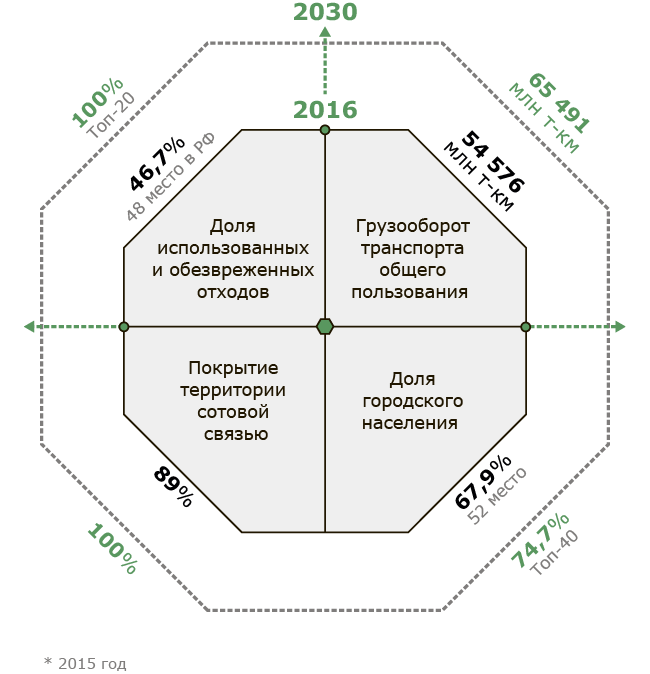 2030
2016
100%
Топ-20
46,7%
48 место в РФ
65 491
млн т-км
54 576
млн т-км
Доля
использованных
и обезвреженных
отходов
Грузооборот
транспорта
общего
пользования
Покрытие
территории
сотовой
связью
Доля
городского
населения
89%
100%
67,9%
52 место
74,7%
Топ-40
* 2015 год